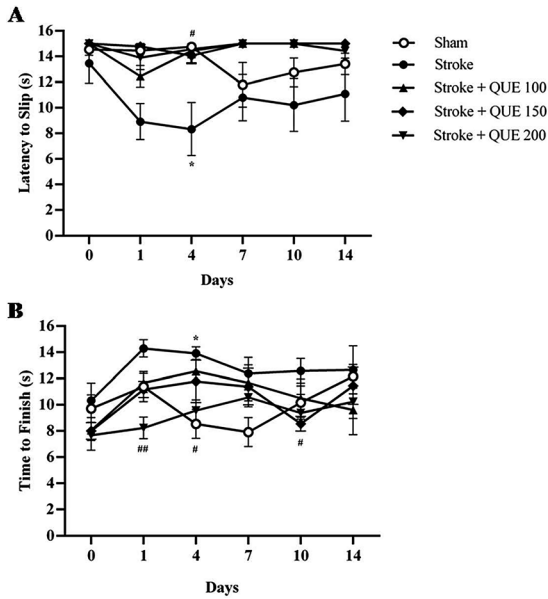 A
16
14
12
10
8
6
4
2
0
Latency to Slip (s)
#
*
0 1 4 7 10 14
Days
Sham
Stroke
Stroke + QUE 100
Stroke + QUE 150
Stroke + QUE 200
B
16
14
12
10
8
6
4
2
0
Time to Finish (s)
*
## # #
0 1 4 7 10 14
Days